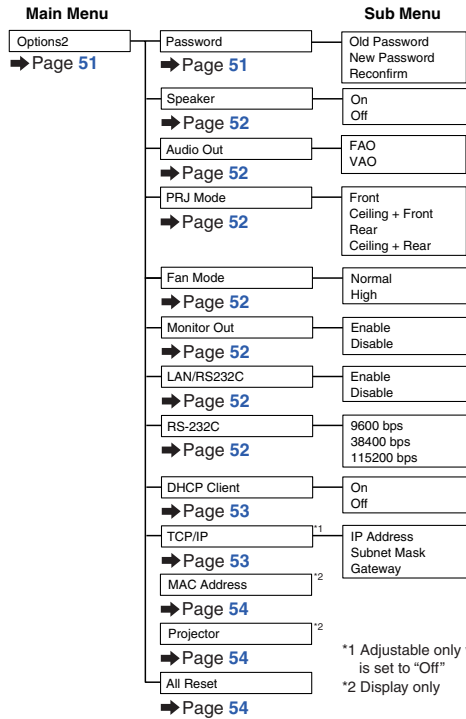 Main Menu
Sub Menu
Options2
Page 51
Password
Page 51
Old Password
New Password
Reconfirm
Speaker
Page 52
On
Off
Audio Out
Page 52
FAO
VAO
PRJ Mode
Page 52
Front
Ceiling + Front
Rear
Ceiling + Rear
Fan Mode
Page 52
Normal
High
Monitor Out
Page 52
Enable
Disable
LAN/RS232C
Page 52
Enable
Disable
RS-232C
Page 52
9600 bps
38400 bps
115200 bps
DHCP Client
Page 53
On
Off
TCP/IP
*1
Page 53
IP Address
Subnet Mask
Gateway
MAC Address
*2
Page 54
Projector
*2
Page 54
All Reset
Page 54
*1 Adjustable only
is set to “Off”
*2 Display only